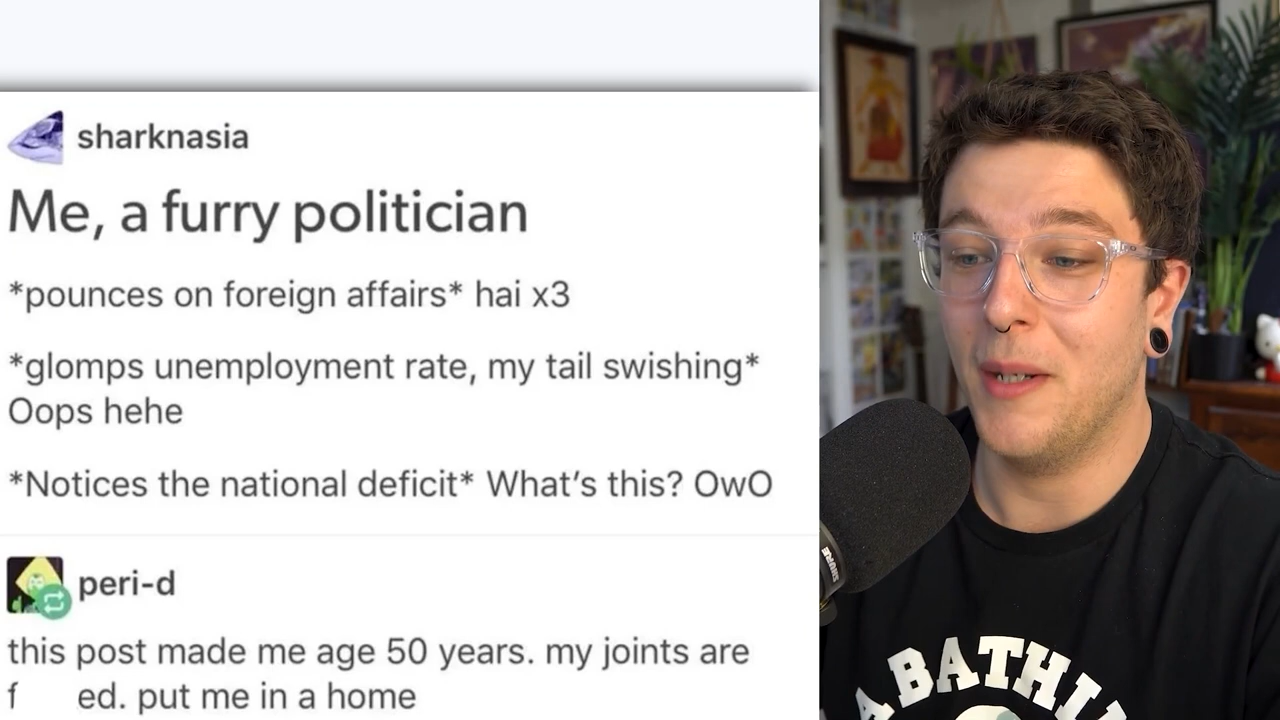 sharknasia
Me, a furry politician
*pounces on foreign affairs* hai x3
*glomps unemployment rate, my tail swishing*
Oops hehe
*Notices the national deficit* What's this? OwO
peri-d
this post made me age 50 years. my joints are
f ed. put me in a home
SHURE
A BATHI